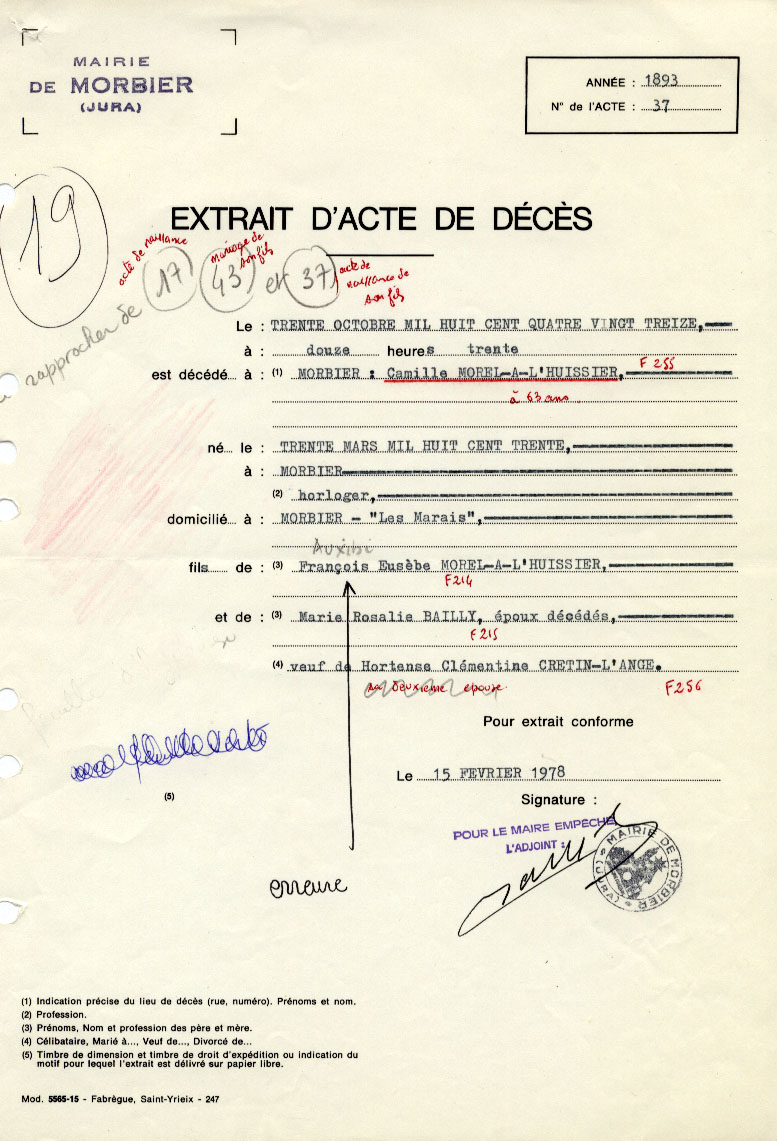 MAIRIE
DE MORBIER
(JURA)
ANNÉE : 1893
N° de l'ACTE : 37
19
EXTRAIT D'ACTE DE DÉCÈS
acte de naissance
mariage de son fils
acte de naissance de son fils
rapprocher de 17 43 et 37
Le : TRENTE OCTOBRE MIL HUIT CENT QUATRE VINGT TREIZE,
à : douze heures trente
F 255
est décédé à : (1) MORBIER : Camille MOREL-A-L'HUISSIER,
à 63 ans
né le : TRENTE MARS MIL HUIT CENT TRENTE,
à : MORBIER
(2) horloger,
domicilié à : MORBIER - "Les Marais",
Auxibi
fils de : (3) François Eusèbe MOREL-A-L'HUISSIER,
F214
et de : (3) Marie Rosalie BAILLY, époux décédés,
F215
(4) veuf de Hortense Clémentine CRETIN-L'ANGE.
sa deuxieme epouse F256
Pour extrait conforme
Le 15 FEVRIER 1978
(5)
Signature :
POUR LE MAIRE EMPECHE
L'ADJOINT :
MAIRIE DE MORBIER
(JURA)
erreure
(1) Indication précise du lieu de décès (rue, numéro). Prénoms et nom.
(2) Profession.
(3) Prénoms, Nom et profession des père et mère.
(4) Célibataire, Marié à..., Veuf de..., Divorcé de...
(5) Timbre de dimension et timbre de droit d'expédition ou indication du
motif pour lequel l'extrait est délivré sur papier libre.
Mod. 5565-15 - Fabrègue, Saint-Yrieix - 247